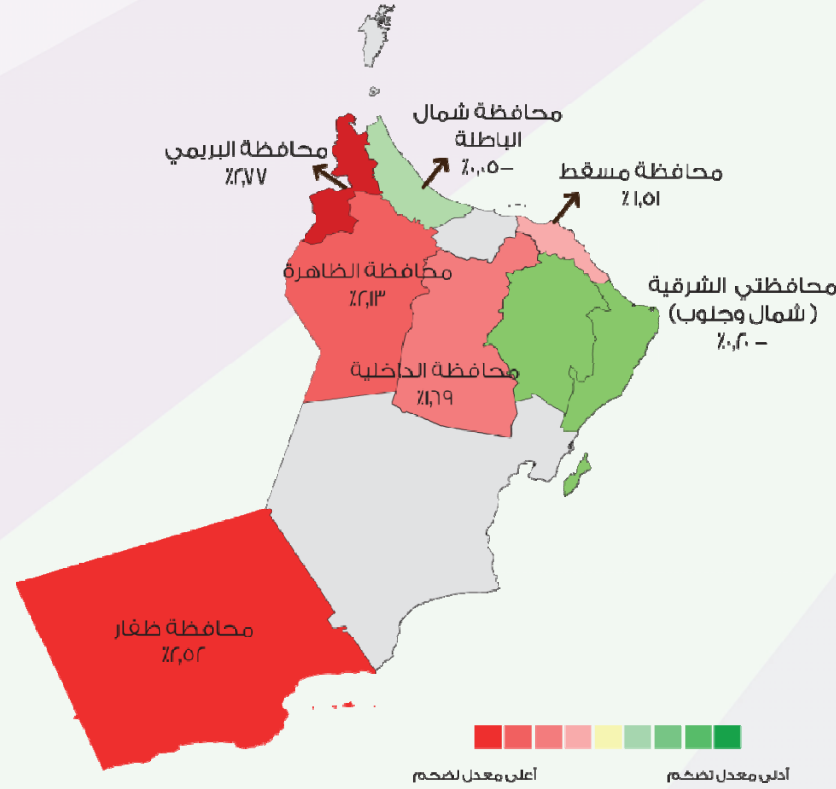 محافظة شمال
الباطنة
٪٠,٠٥−
محافظة البريمي
٪٢,٧٧
محافظة مسقط
٪١,٥١
محافظة الظاهرة
٪٢,١٣
محافظتي الشرقية
(شمال وجنوب)
٪٠,٢٠ −
محافظة الداخلية
٪١,٦٩
محافظة ظفار
٪٢,٥٢
أعلى معدل تضخم
أدنى معدل تضخم